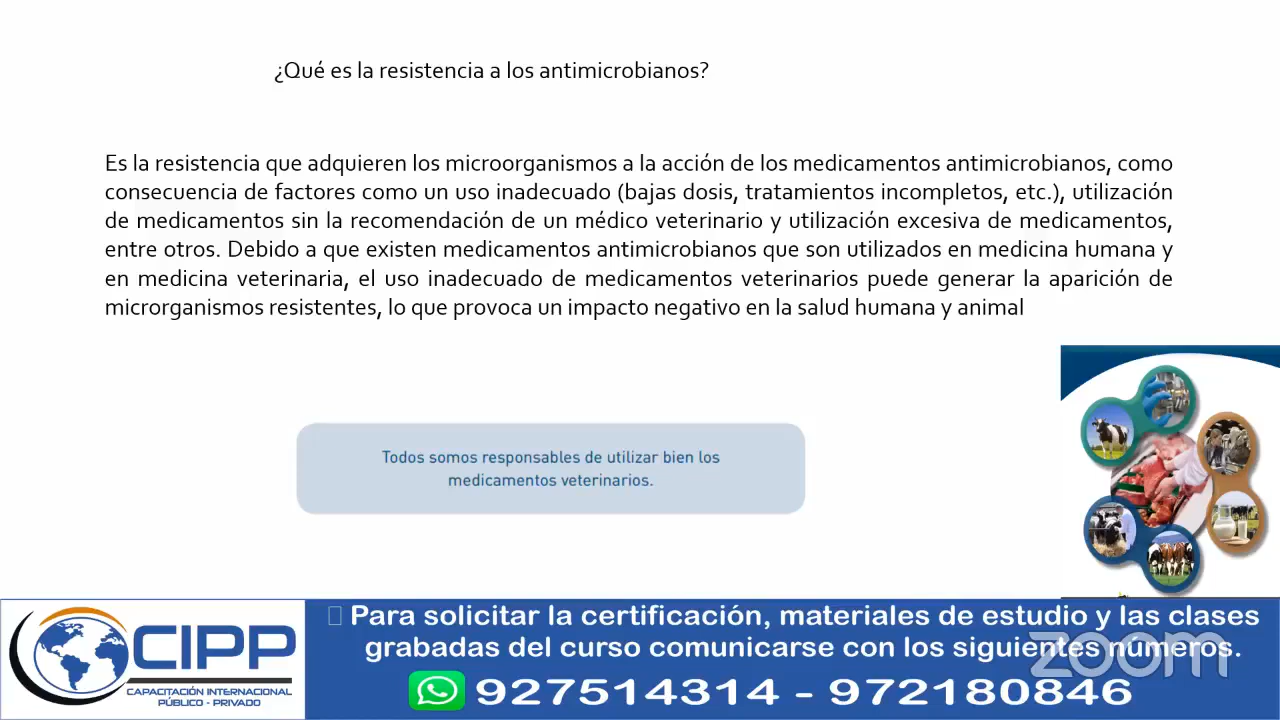 ¿Qué es la resistencia a los antimicrobianos?
Es la resistencia que adquieren los microorganismos a la acción de los medicamentos antimicrobianos, como
consecuencia de factores como un uso inadecuado (bajas dosis, tratamientos incompletos, etc.), utilización
de medicamentos sin la recomendación de un médico veterinario y utilización excesiva de medicamentos,
entre otros. Debido a que existen medicamentos antimicrobianos que son utilizados en medicina humana y
en medicina veterinaria, el uso inadecuado de medicamentos veterinarios puede generar la aparición de
microrganismos resistentes, lo que provoca un impacto negativo en la salud humana y animal
Todos somos responsables de utilizar bien los
medicamentos veterinarios.
CIPP
CAPACITACIÓN INTERNACIONAL
PÚBLICO - PRIVADO
Para solicitar la certificación, materiales de estudio y las clases
grabadas del curso comunicarse con los siguientes números.
zoom
927514314 - 972180846